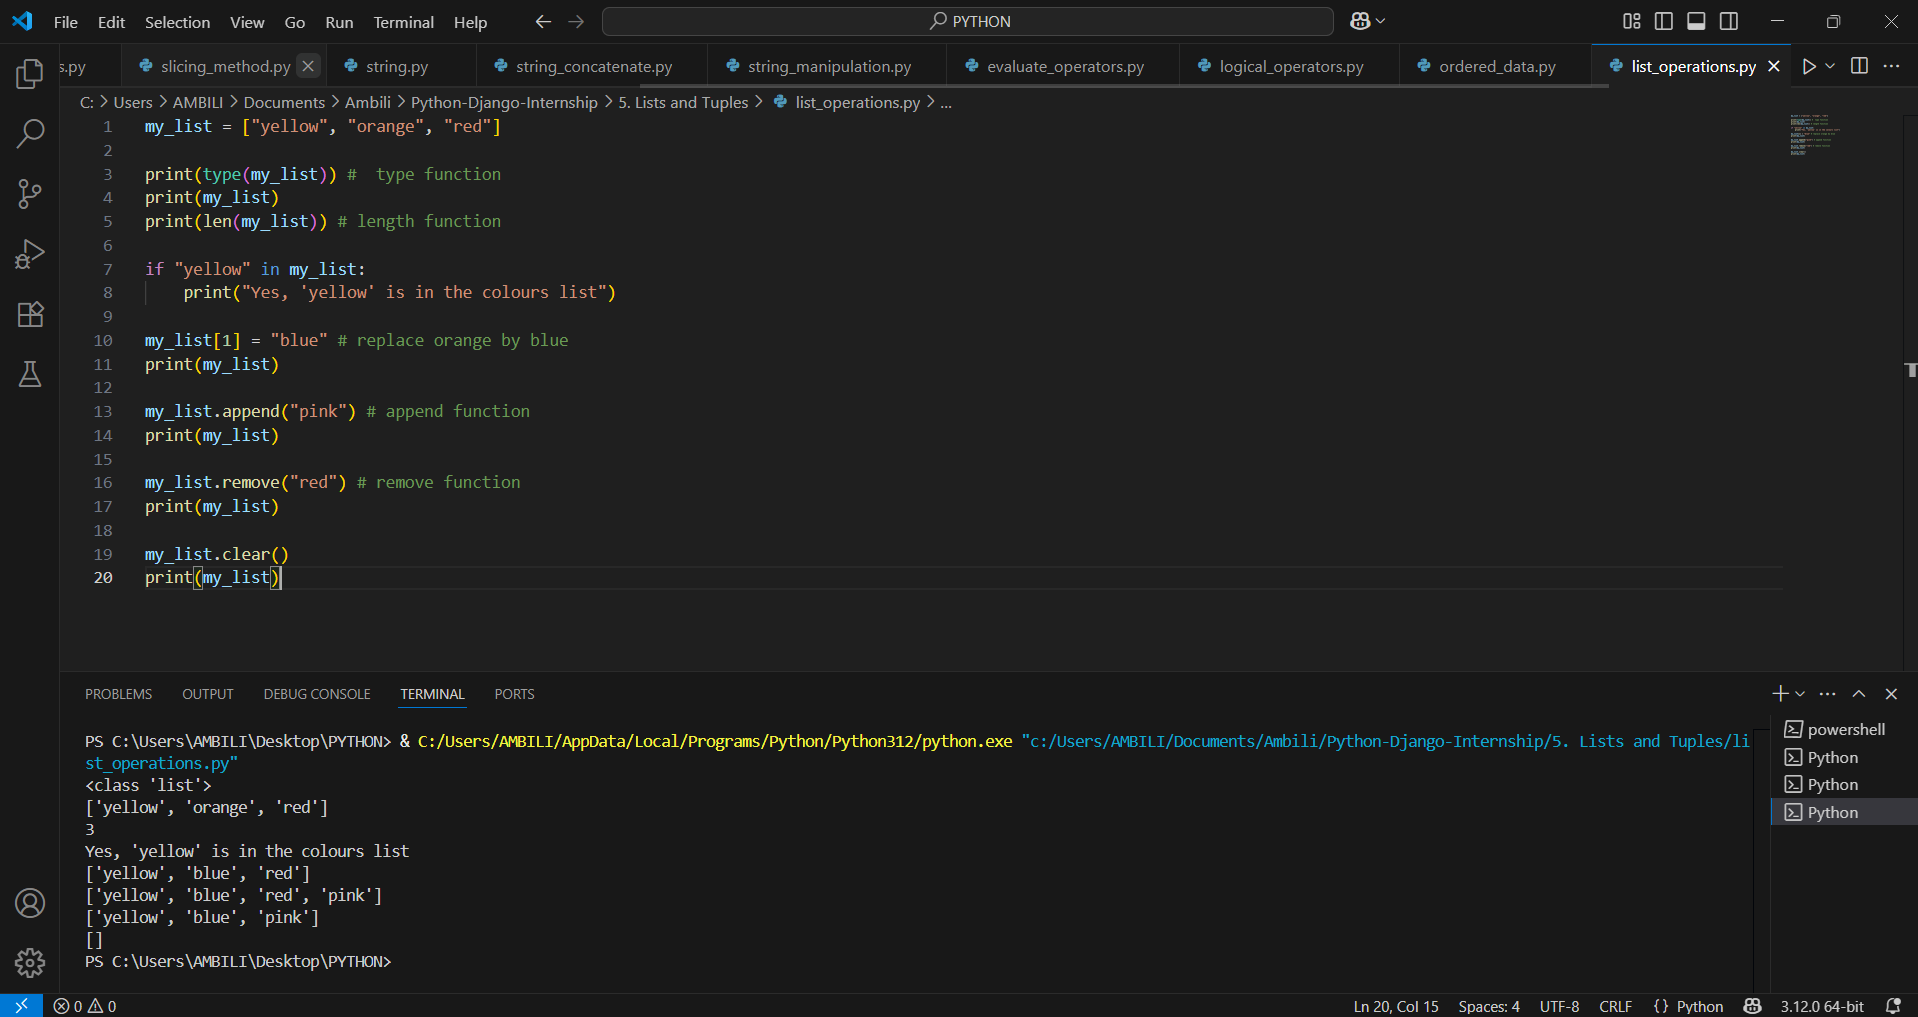 File Edit Selection View Go Run Terminal Help PYTHON
s.py slicing_method.py string.py string_concatenate.py string_manipulation.py evaluate_operators.py logical_operators.py ordered_data.py list_operations.py
C: > Users > AMBILI > Documents > Ambili > Python-Django-Internship > 5. Lists and Tuples > list_operations.py > ...
1 my_list = ["yellow", "orange", "red"]
2
3 print(type(my_list)) #  type function
4 print(my_list)
5 print(len(my_list)) # length function
6
7 if "yellow" in my_list:
8     print("Yes, 'yellow' is in the colours list")
9
10 my_list[1] = "blue" # replace orange by blue
11 print(my_list)
12
13 my_list.append("pink") # append function
14 print(my_list)
15
16 my_list.remove("red") # remove function
17 print(my_list)
18
19 my_list.clear()
20 print(my_list)
PROBLEMS OUTPUT DEBUG CONSOLE TERMINAL PORTS
PS C:\Users\AMBILI\Desktop\PYTHON> & C:/Users/AMBILI/AppData/Local/Programs/Python/Python312/python.exe "c:/Users/AMBILI/Documents/Ambili/Python-Django-Internship/5. Lists and Tuples/li
st_operations.py"
<class 'list'>
['yellow', 'orange', 'red']
3
Yes, 'yellow' is in the colours list
['yellow', 'blue', 'red']
['yellow', 'blue', 'red', 'pink']
['yellow', 'blue', 'pink']
[]
PS C:\Users\AMBILI\Desktop\PYTHON>
powershell
Python
Python
Python
0 0 Ln 20, Col 15 Spaces: 4 UTF-8 CRLF {} Python 3.12.0 64-bit